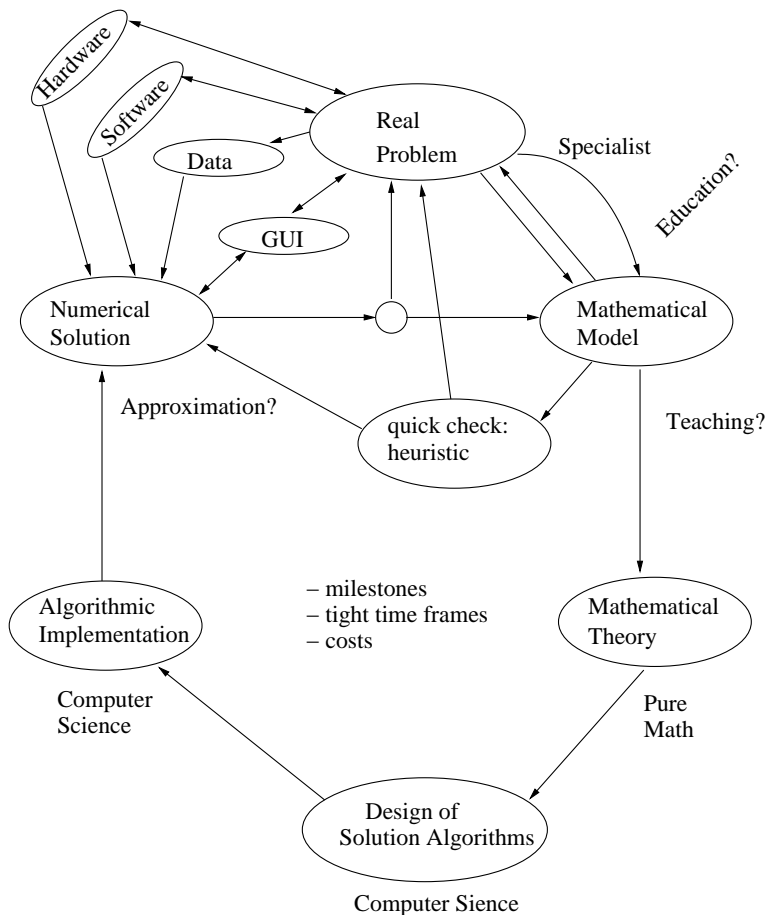 Hardware
Software
Data
GUI
Real
Problem
Specialist
Education?
Numerical
Solution
Mathematical
Model
Approximation?
quick check:
heuristic
Teaching?
Algorithmic
Implementation
– milestones
– tight time frames
– costs
Mathematical
Theory
Computer
Science
Pure
Math
Design of
Solution Algorithms
Computer Sience